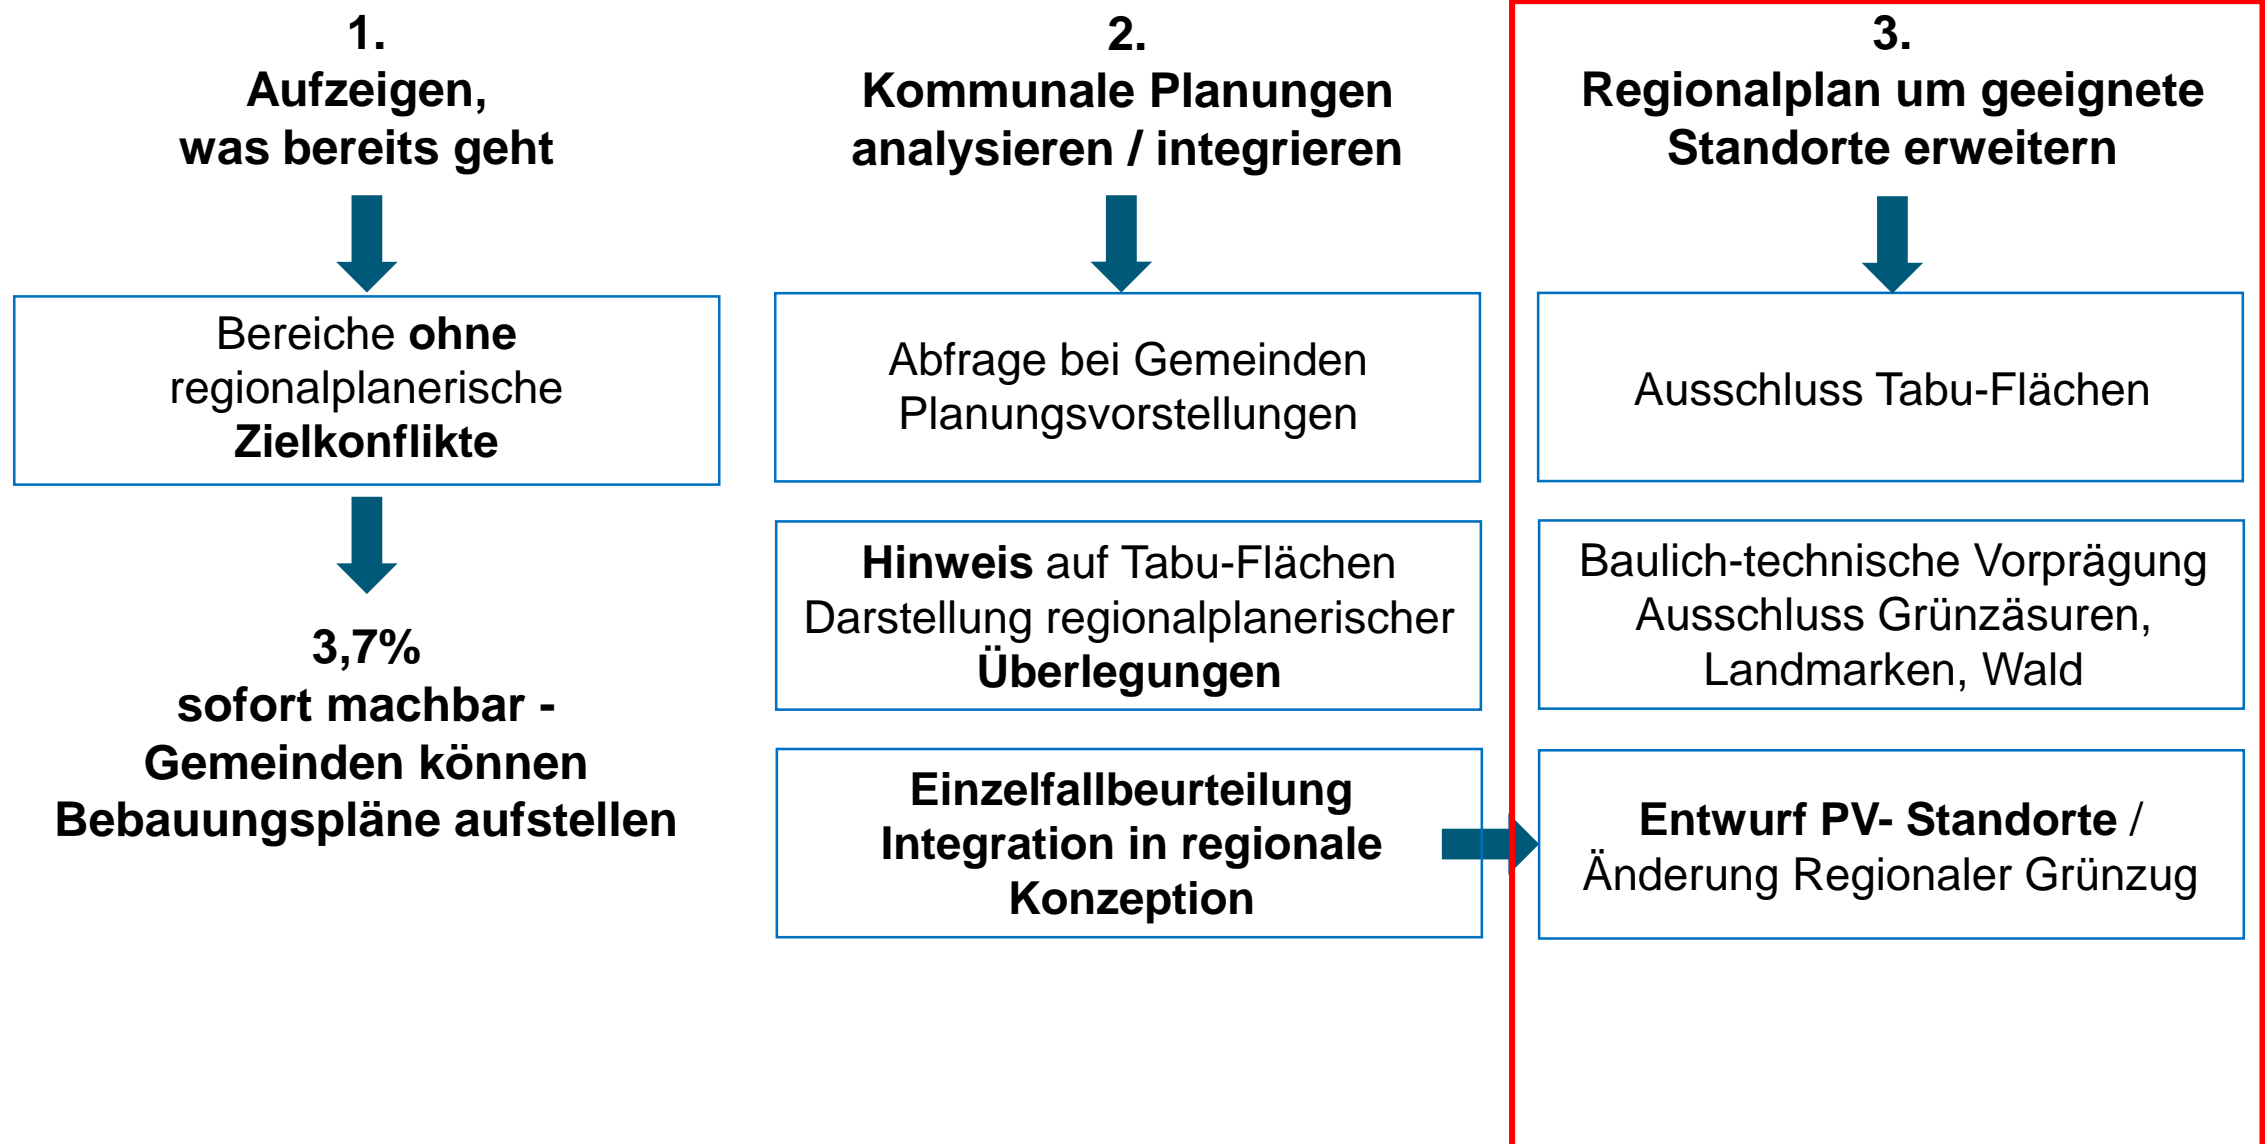 1.
Aufzeigen,
was bereits geht
Bereiche ohne
regionalplanerische
Zielkonflikte
3,7%
sofort machbar -
Gemeinden können
Bebauungspläne aufstellen
2.
Kommunale Planungen
analysieren / integrieren
Abfrage bei Gemeinden
Planungsvorstellungen
Hinweis auf Tabu-Flächen
Darstellung regionalplanerischer
Überlegungen
Einzelfallbeurteilung
Integration in regionale
Konzeption
3.
Regionalplan um geeignete
Standorte erweitern
Ausschluss Tabu-Flächen
Baulich-technische Vorprägung
Ausschluss Grünzäsuren,
Landmarken, Wald
Entwurf PV- Standorte /
Änderung Regionaler Grünzug